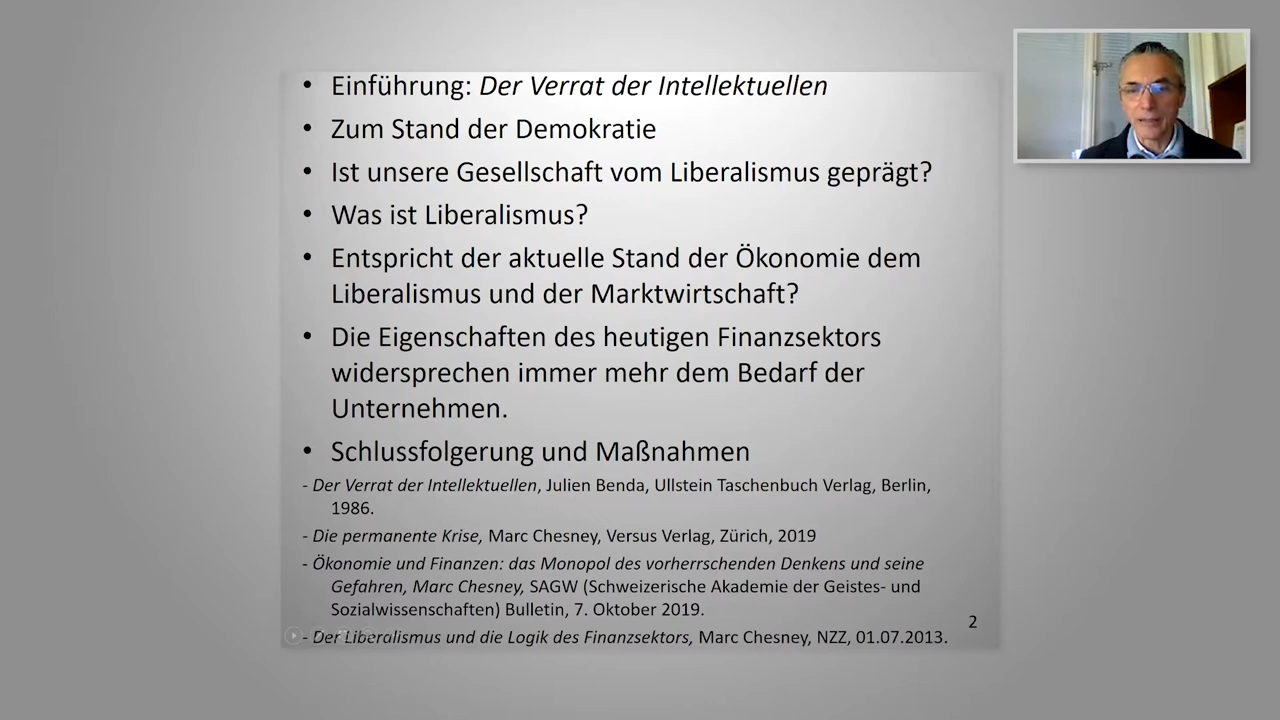 • Einführung: Der Verrat der Intellektuellen
• Zum Stand der Demokratie
• Ist unsere Gesellschaft vom Liberalismus geprägt?
• Was ist Liberalismus?
• Entspricht der aktuelle Stand der Ökonomie dem
Liberalismus und der Marktwirtschaft?
• Die Eigenschaften des heutigen Finanzsektors
widersprechen immer mehr dem Bedarf der
Unternehmen.
• Schlussfolgerung und Maßnahmen
- Der Verrat der Intellektuellen, Julien Benda, Ullstein Taschenbuch Verlag, Berlin,
1986.
- Die permanente Krise, Marc Chesney, Versus Verlag, Zürich, 2019
- Ökonomie und Finanzen: das Monopol des vorherrschenden Denkens und seine
Gefahren, Marc Chesney, SAGW (Schweizerische Akademie der Geistes- und
Sozialwissenschaften) Bulletin, 7. Oktober 2019.
2
- Der Liberalismus und die Logik des Finanzsektors, Marc Chesney, NZZ, 01.07.2013.